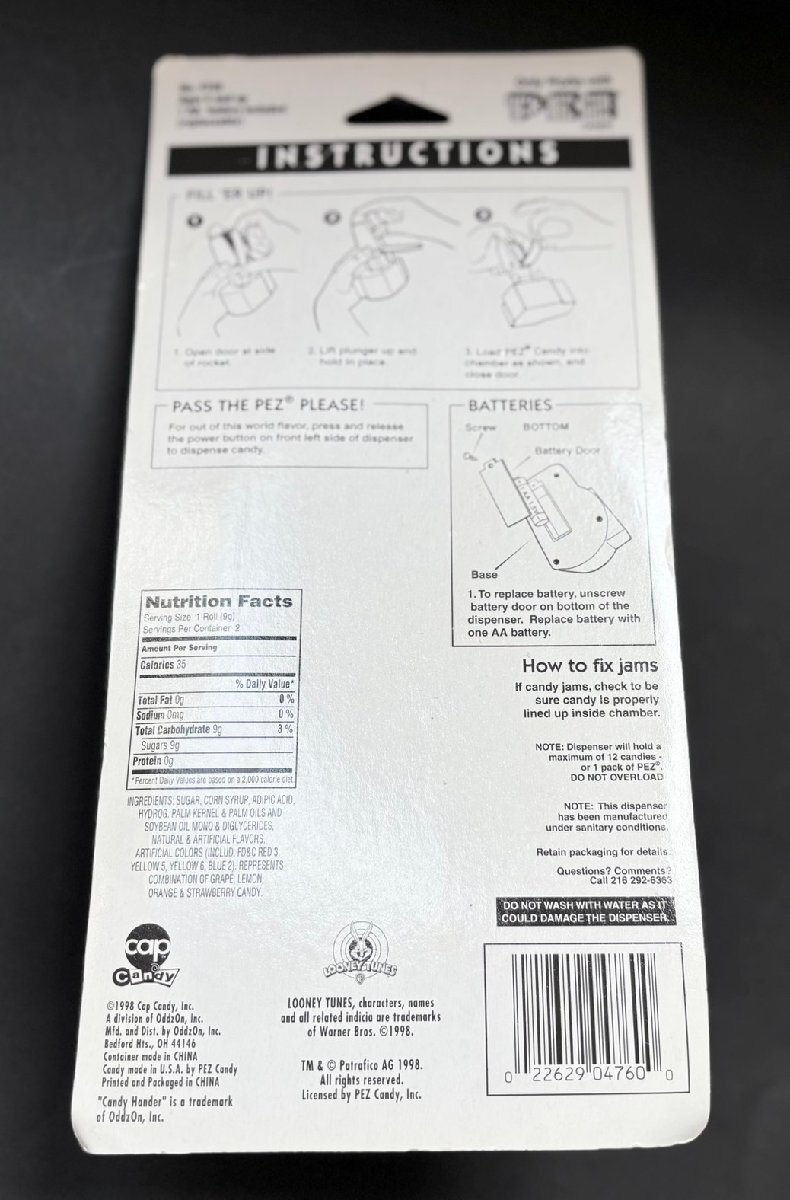 PEZ
INSTRUCTIONS
FILL 'ER UP!
1
2
3
1. Open door at side
of rocket.
2. Lift plunger up and
hold in place.
3. Load PEZ® Candy into
chamber as shown, and
close door.
PASS THE PEZ® PLEASE!
For out of this world flavor, press and release
the power button on front left side of dispenser
to dispense candy.
BATTERIES
Screw
BOTTOM
Battery Door
Base
1. To replace battery, unscrew
battery door on bottom of the
dispenser. Replace battery with
one AA battery.
How to fix jams
If candy jams, check to be
sure candy is properly
lined up inside chamber.
NOTE: Dispenser will hold a
maximum of 12 candies -
or 1 pack of PEZ®.
DO NOT OVERLOAD
NOTE: This dispenser
has been manufactured
under sanitary conditions.
Retain packaging for details.
Questions? Comments?
Call 216 292-6363
DO NOT WASH WITH WATER AS IT
COULD DAMAGE THE DISPENSER.
Nutrition Facts
Serving Size: 1 Roll (9g)
Servings Per Container 2
Amount Per Serving
Calories 35
% Daily Value*
Total Fat 0g 0%
Sodium 0mg 0%
Total Carbohydrate 9g 3%
Sugars 9g
Protein 0g
*Percent Daily Values are based on a 2,000 calorie diet.
INGREDIENTS: SUGAR, CORN SYRUP, ADIPIC ACID,
HYDROG. PALM KERNEL & PALM OILS AND
SOYBEAN OIL MONO & DIGLYCERIDES,
NATURAL & ARTIFICIAL FLAVORS,
ARTIFICIAL COLORS (INCLUD. FD&C RED 3
YELLOW 5, YELLOW 6, BLUE 2). REPRESENTS
COMBINATION OF GRAPE, LEMON,
ORANGE & STRAWBERRY CANDY.
cap
Candy
©1998 Cap Candy, Inc.
A division of OddzOn, Inc.
Mfd. and Dist. by OddzOn, Inc.
Bedford Hts., OH 44146
Container made in CHINA
Candy made in U.S.A. by PEZ Candy
Printed and Packaged in CHINA
"Candy Hander" is a trademark
of OddzOn, Inc.
LOONEY TUNES
LOONEY TUNES, characters, names
and all related indicia are trademarks
of Warner Bros. ©1998.
TM & © Patrafico AG 1998.
All rights reserved.
Licensed by PEZ Candy, Inc.
0 22629 04760 0